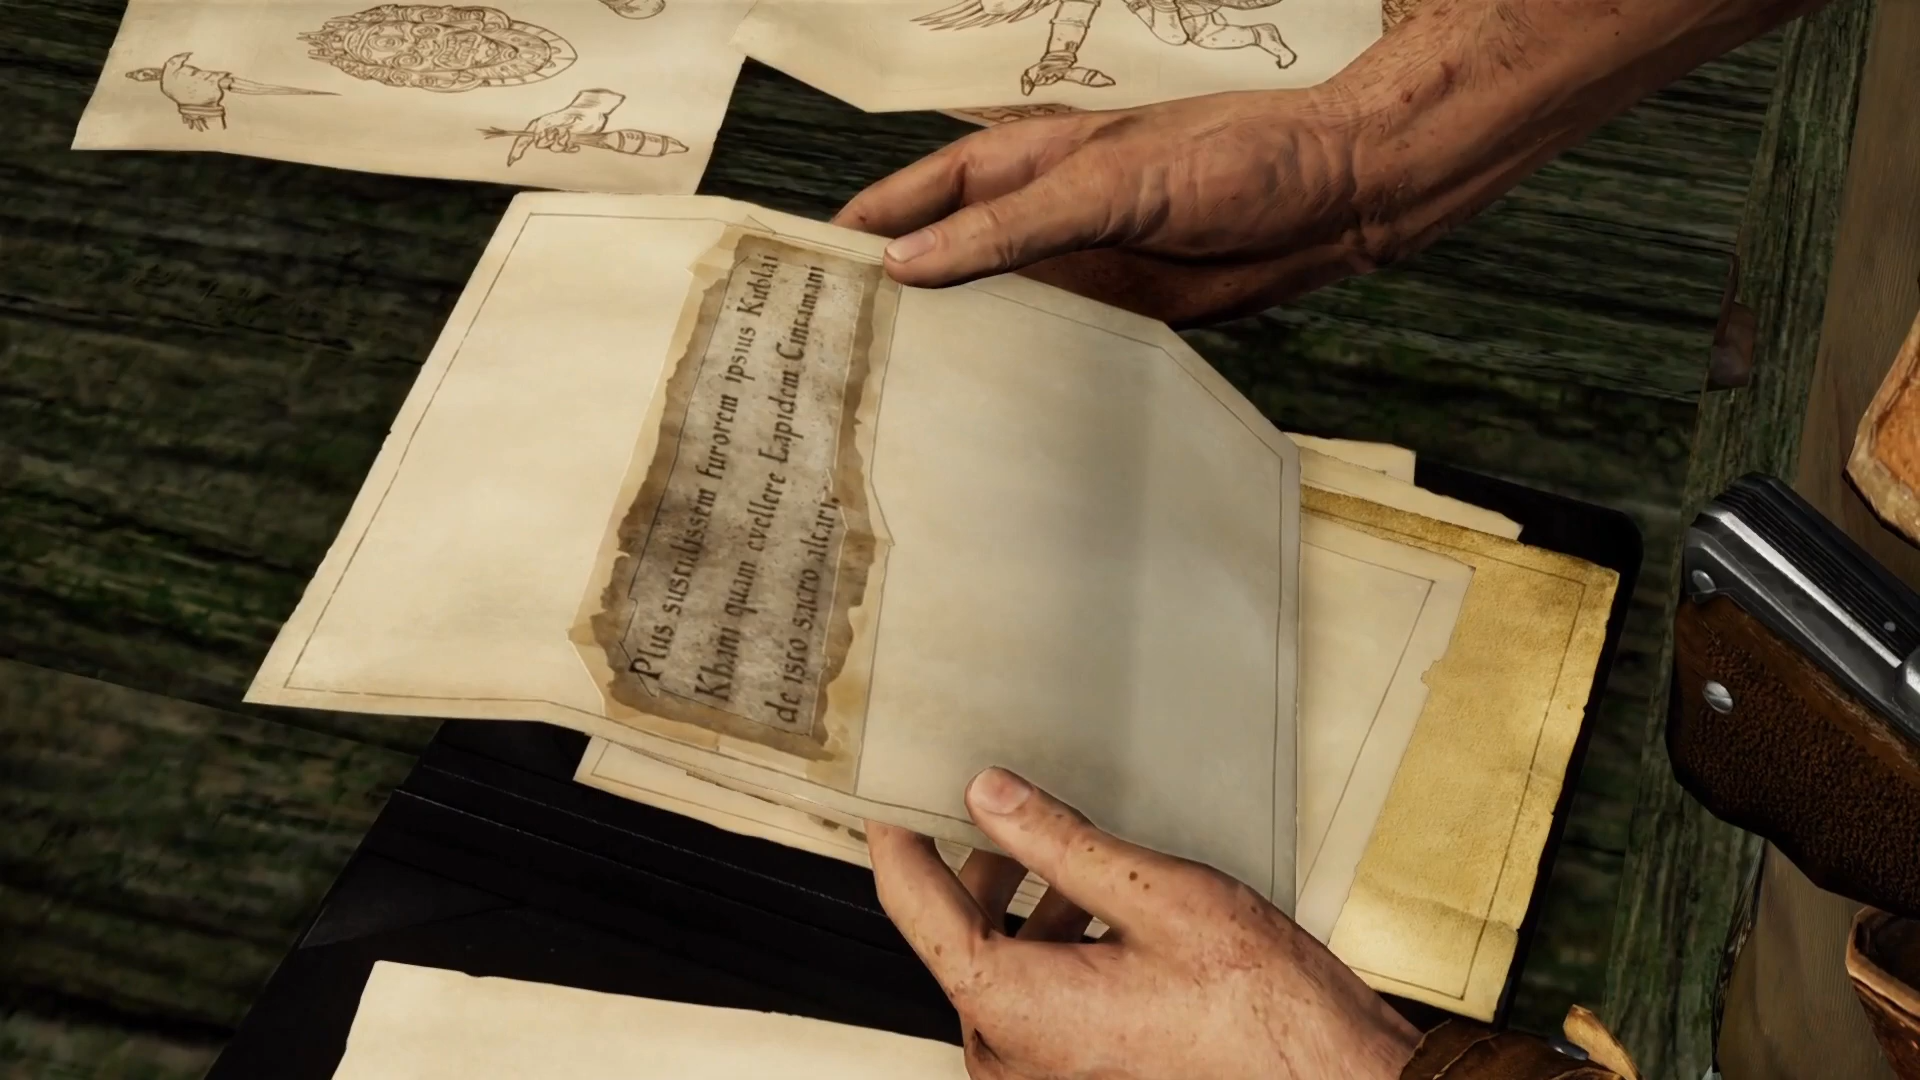 Plus sustulissem furorem ipsius Kublai
Khani quam evellere Lapidem Cintamani
de isto sacro altari.